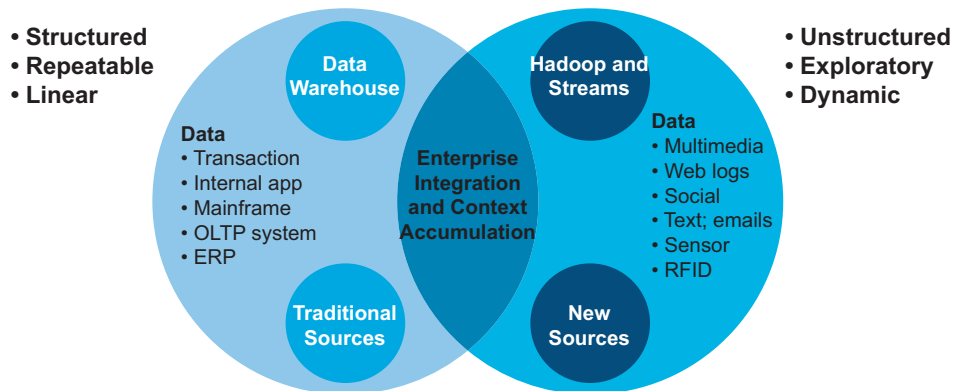 • Structured
• Repeatable
• Linear
Data
Warehouse
Data
• Transaction
• Internal app
• Mainframe
• OLTP system
• ERP
Traditional
Sources
Enterprise
Integration
and Context
Accumulation
Hadoop and
Streams
Data
• Multimedia
• Web logs
• Social
• Text; emails
• Sensor
• RFID
New
Sources
• Unstructured
• Exploratory
• Dynamic